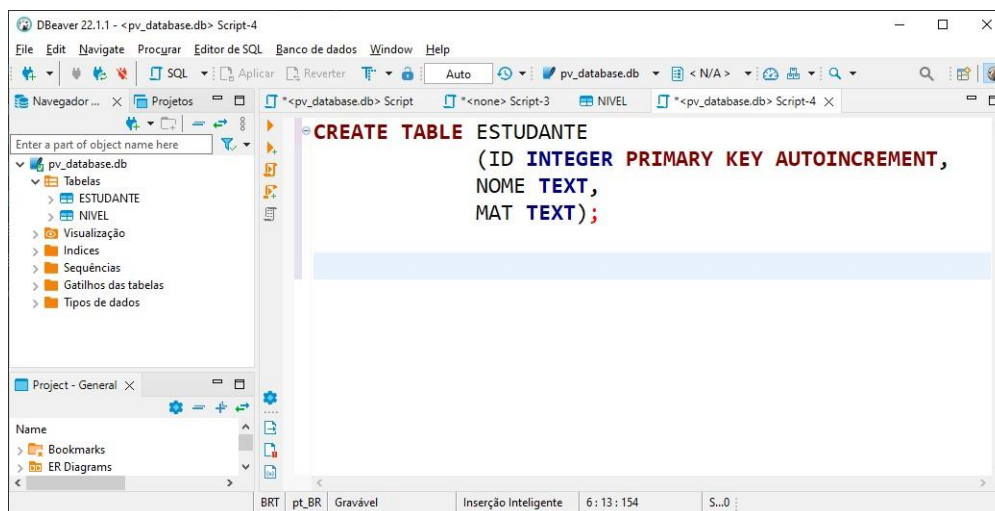 DBeaver 22.1.1 - <pv_database.db> Script-4
File Edit Navigate Procurar Editor de SQL Banco de dados Window Help
SQL Aplicar Reverter Auto pv_database.db < N/A >
Navegador ... Projetos *<pv_database.db> Script *<none> Script-3 NIVEL *<pv_database.db> Script-4
Enter a part of object name here
pv_database.db
Tabelas
ESTUDANTE
NIVEL
Visualização
Indices
Sequências
Gatilhos das tabelas
Tipos de dados
CREATE TABLE ESTUDANTE
(ID INTEGER PRIMARY KEY AUTOINCREMENT,
NOME TEXT,
MAT TEXT);
Project - General
Name
Bookmarks
ER Diagrams
BRT pt_BR Gravável Inserção Inteligente 6 : 13 : 154 S...0